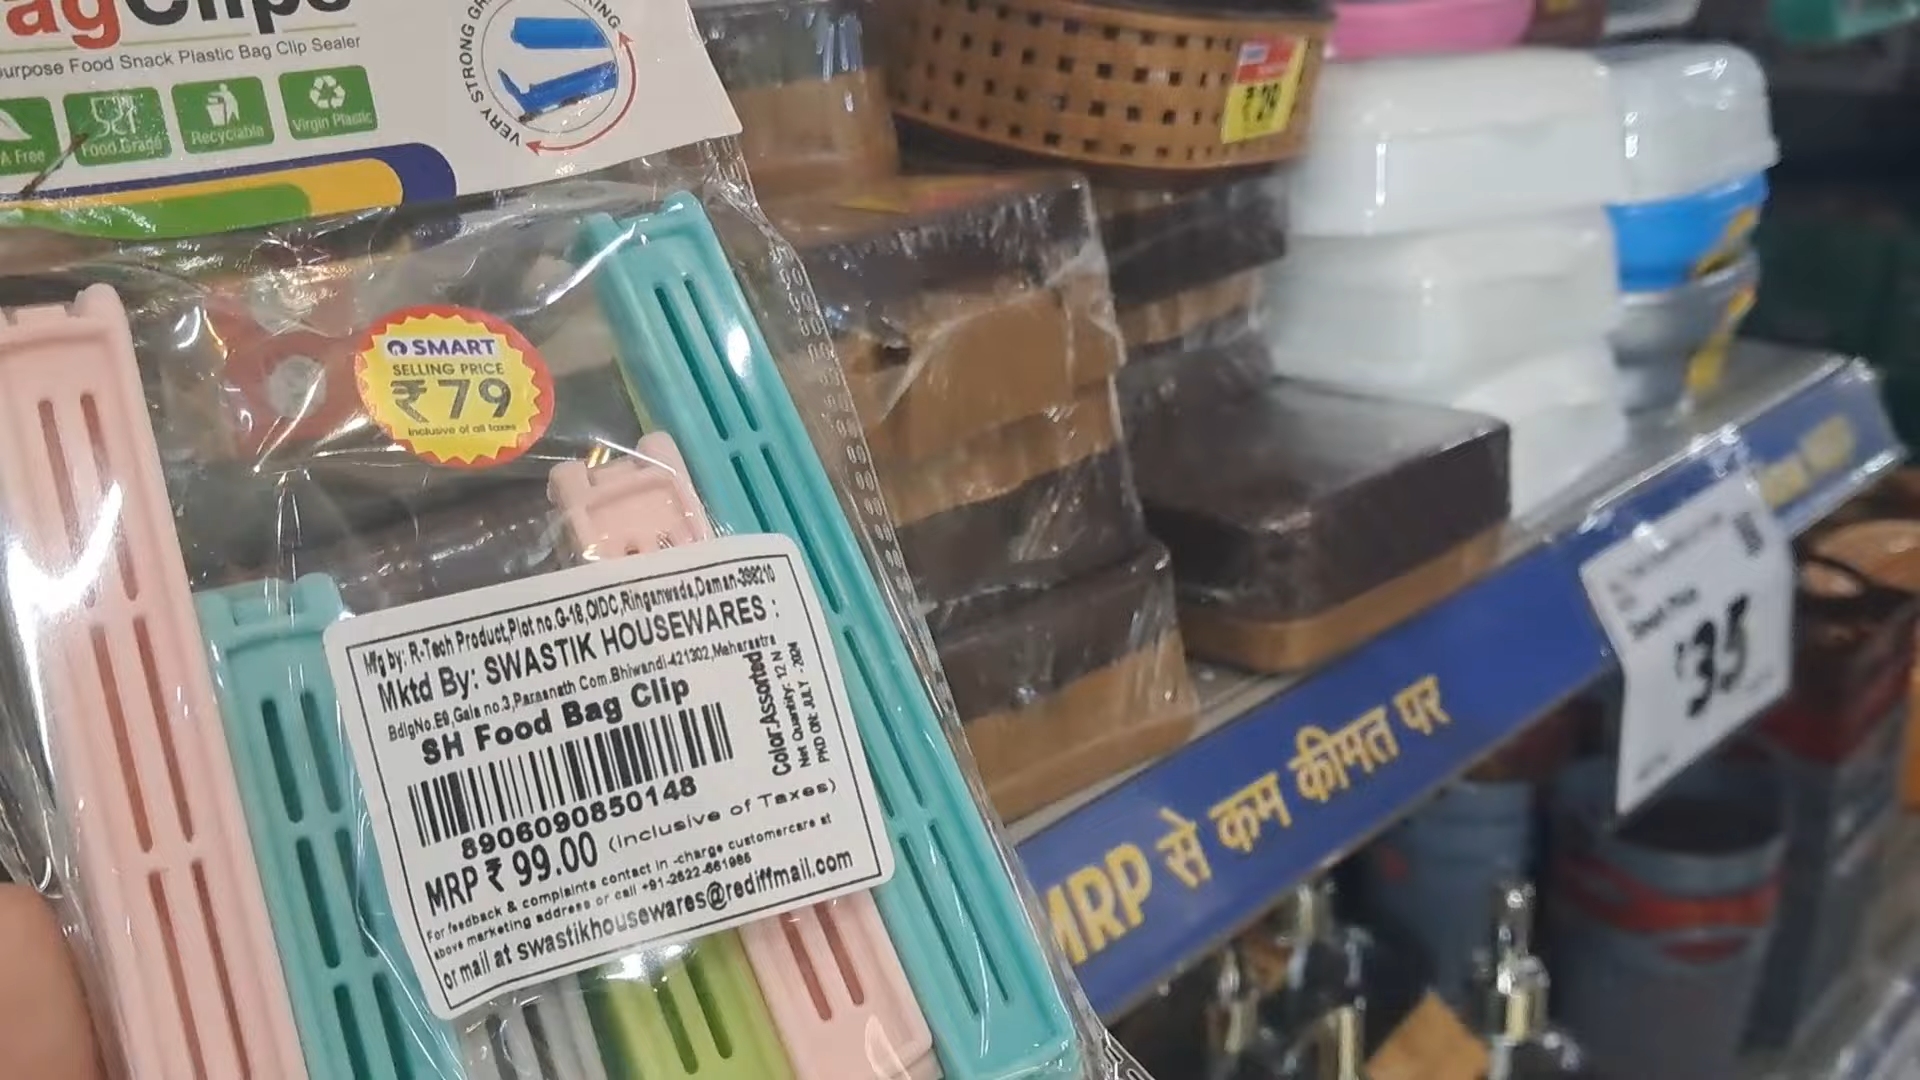 agClips
urpose Food Snack Plastic Bag Clip Sealer
A Free
Food Grade
Recyclable
Virgin Plastic
VERY STRONG
KING
SMART
SELLING PRICE
₹79
Inclusive of all taxes
Mfg by: R-Tech Product,Plot no.G-18,OIDC,Ringanwada,Daman-396210
Mktd By: SWASTIK HOUSEWARES :
BdlgNo.E9,Gala no.3,Parasnath Com.Bhiwandi-421302,Maharastra
SH Food Bag Clip
Color:Assorted
Net Quantity: 12 N
PKD ON: JULY - 2024
8906090850148
MRP ₹ 99.00 (Inclusive of Taxes)
For feedback & complaints contact in -charge customercare at
above marketing address or call +91-2522-661986
or mail at swastikhousewares@rediffmail.com
MRP से कम कीमत पर
35